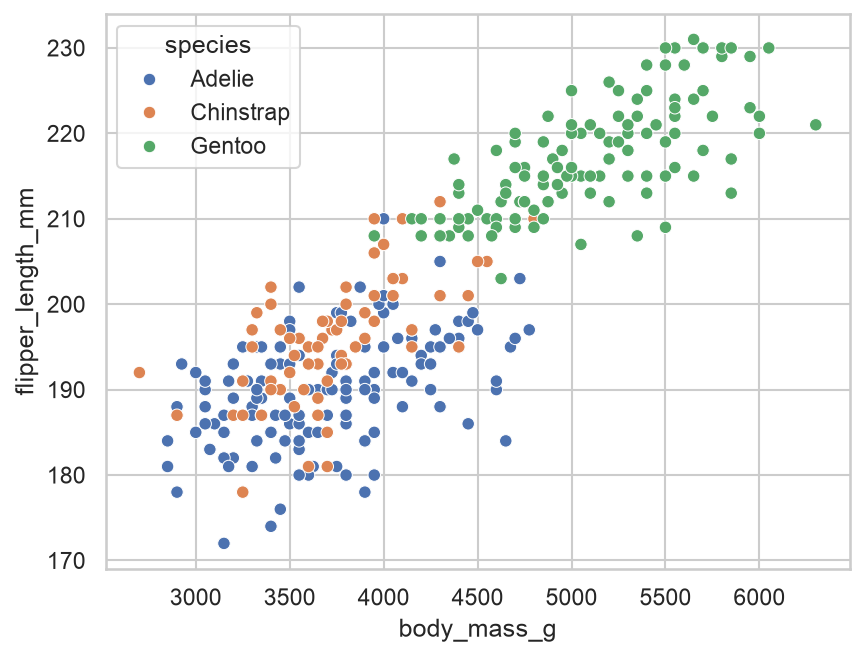 species
Adelie
Chinstrap
Gentoo
flipper_length_mm
230
220
210
200
190
180
170
3000 3500 4000 4500 5000 5500 6000
body_mass_g